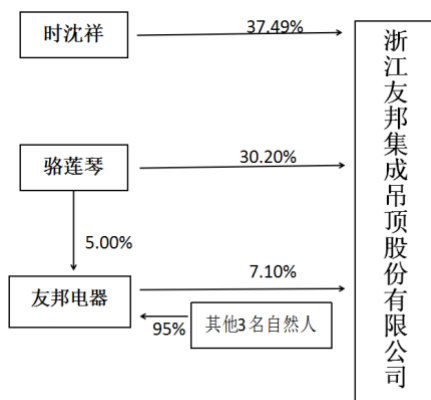 时沈祥
37.49%
骆莲琴
30.20%
5.00%
友邦电器
7.10%
95%
其他3名自然人
浙江友邦集成吊顶股份有限公司